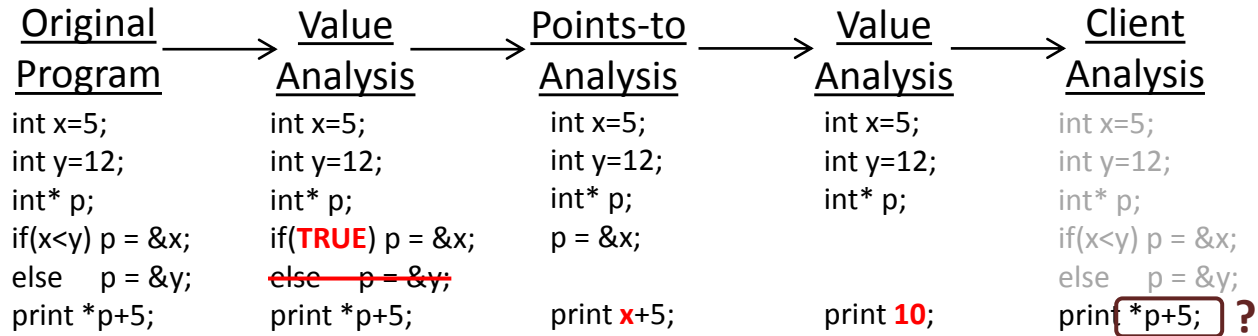 Original
Program
int x=5;
int y=12;
int* p;
if(x<y) p = &x;
else p = &y;
print *p+5;
Value
Analysis
int x=5;
int y=12;
int* p;
if(TRUE) p = &x;
else p = &y;
print *p+5;
Points-to
Analysis
int x=5;
int y=12;
int* p;
p = &x;
print x+5;
Value
Analysis
int x=5;
int y=12;
int* p;
print 10;
Client
Analysis
int x=5;
int y=12;
int* p;
if(x<y) p = &x;
else p = &y;
print *p+5; ?